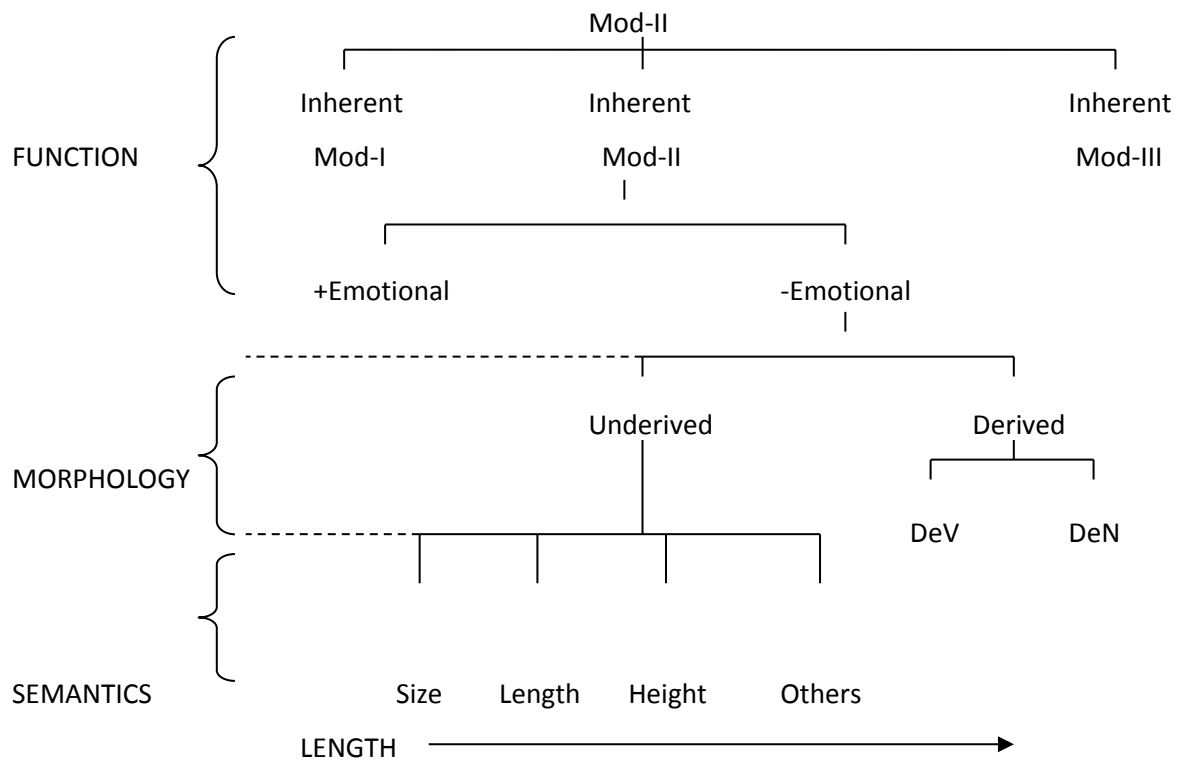 Mod-II
Inherent Inherent Inherent
FUNCTION Mod-I Mod-II Mod-III
+Emotional -Emotional
Underived Derived
MORPHOLOGY
DeV DeN
SEMANTICS Size Length Height Others
LENGTH